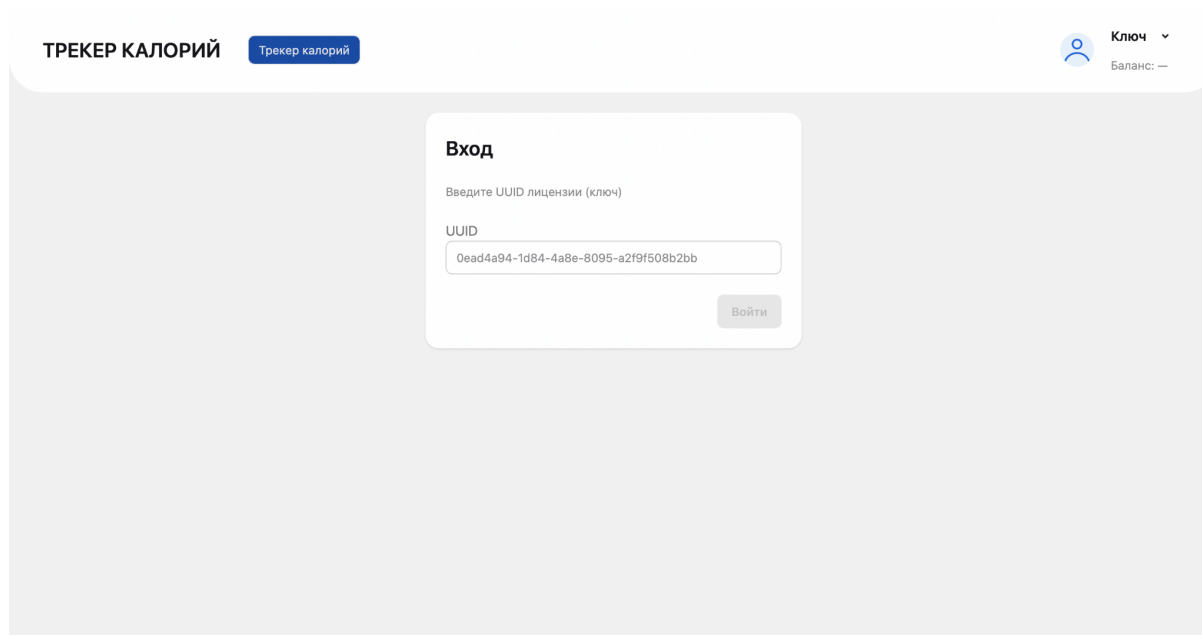 ТРЕКЕР КАЛОРИЙ
Трекер калорий
Ключ
Баланс: —
Вход
Введите UUID лицензии (ключ)
UUID
0ead4a94-1d84-4a8e-8095-a2f9f508b2bb
Войти